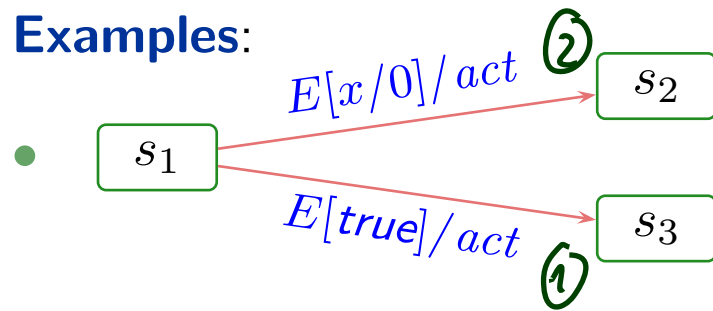 Examples:
2
E[x/0]/act
s₂
s₁
E[true]/act
s₃
1